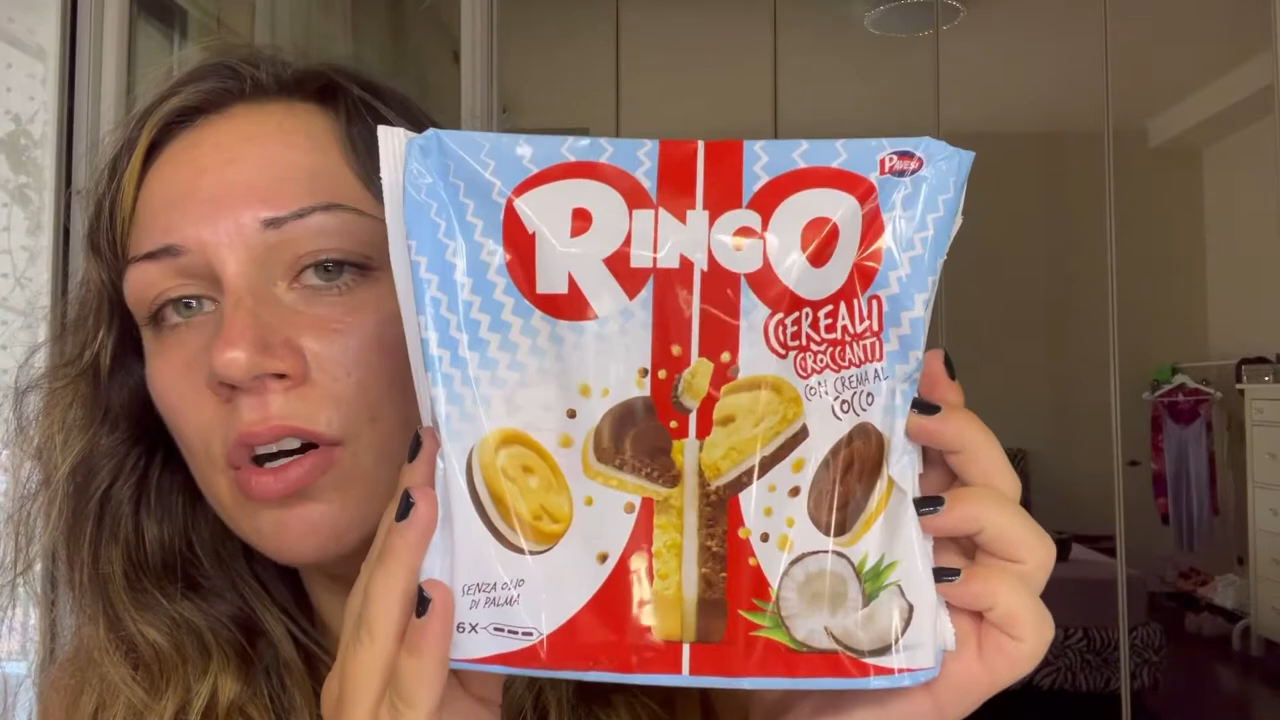 PAVESI
RINGO
CEREALI
CROCCANTI
CON CREMA AL
COCCO
SENZA OLIO
DI PALMA
6X